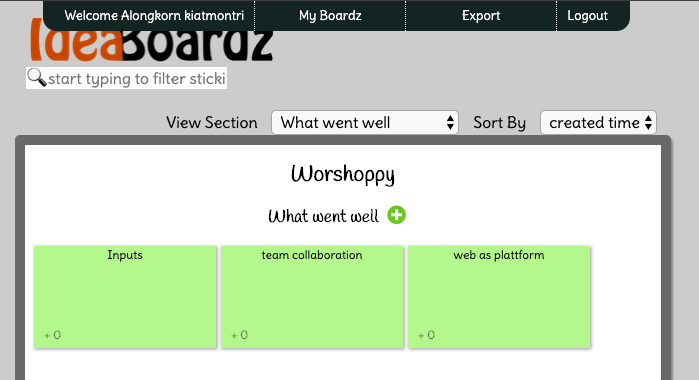 Welcome Alongkorn kiatmontri My Boardz Export Logout
IdeaBoardz
start typing to filter sticki
View Section What went well Sort By created time
Worshoppy
What went well
Inputs team collaboration web as plattform
+ 0 + 0 + 0